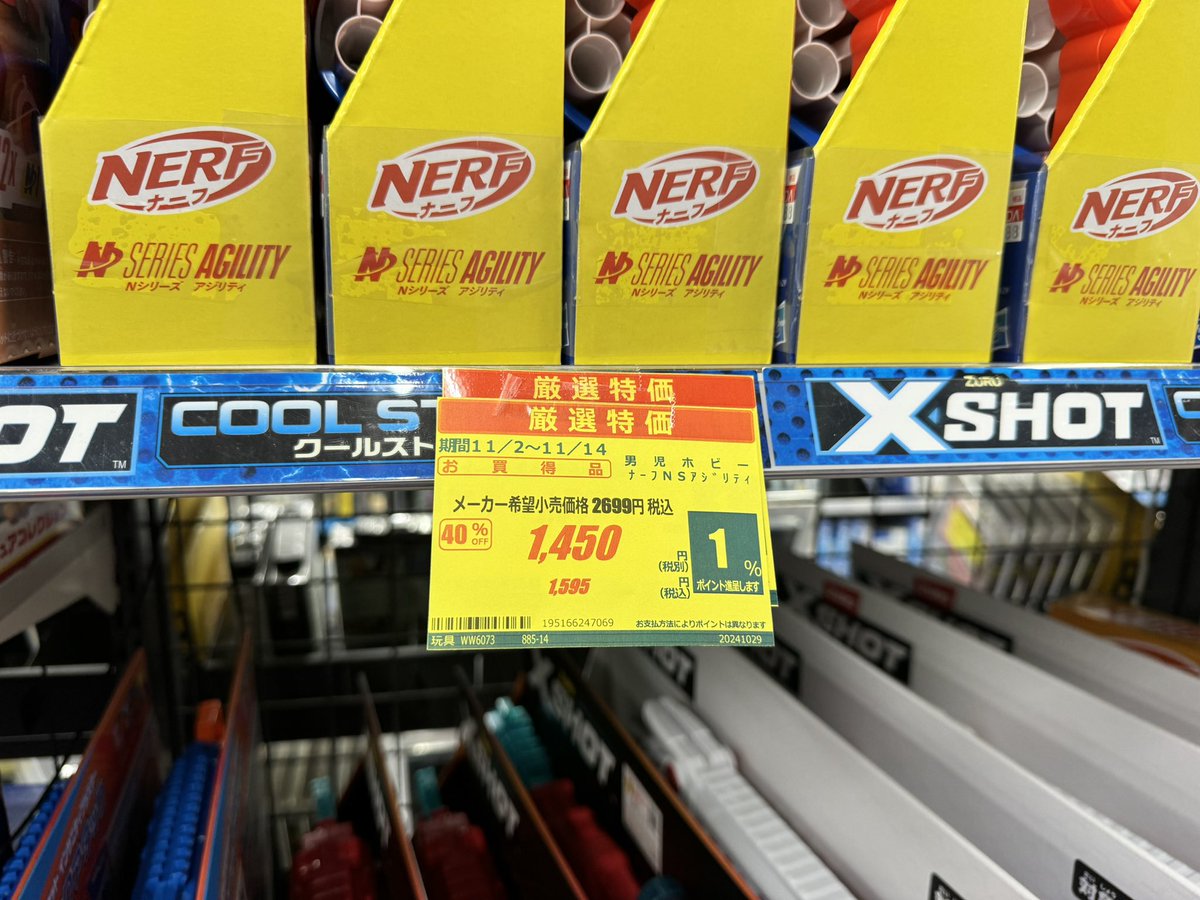 NERF
ナーフ
N SERIES AGILITY
Nシリーズ アジリティ
NERF
ナーフ
N SERIES AGILITY
Nシリーズ アジリティ
NERF
ナーフ
N SERIES AGILITY
Nシリーズ アジリティ
NERF
ナーフ
N SERIES AGILITY
Nシリーズ アジリティ
NERF
ナーフ
N SERIES AGILITY
Nシリーズ アジリティ
OT
TM
COOL ST
クールスト
ZURU
X-SHOT
TM
厳選特価
厳選特価
期間11/2～11/14
お買得品
男児ホビー
ナーフNSアジリティ
メーカー希望小売価格 2699円 税込
40%OFF
1,450 円(税別)
1,595 円(税込)
1%
ポイント進呈します
195166247069
お支払方法によりポイントは異なります
玩具 WW6073 885-14 20241029
X-SHOT
X-SHOT
SHOT